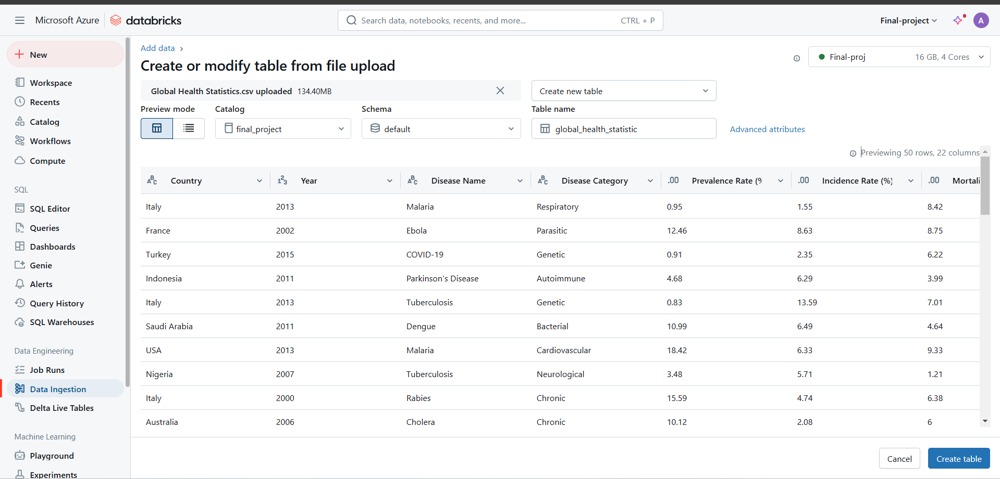 Microsoft Azure databricks
Search data, notebooks, recents, and more... CTRL + P
Final-project
A
New
Workspace
Recents
Catalog
Workflows
Compute
SQL
SQL Editor
Queries
Dashboards
Genie
Alerts
Query History
SQL Warehouses
Data Engineering
Job Runs
Data Ingestion
Delta Live Tables
Machine Learning
Playground
Experiments
Add data
Create or modify table from file upload
Final-proj 16 GB, 4 Cores
Global Health Statistics.csv uploaded 134.40MB
Create new table
Preview mode Catalog Schema Table name
final_project default global_health_statistic Advanced attributes
Previewing 50 rows, 22 columns
Country Year Disease Name Disease Category .00 Prevalence Rate (% .00 Incidence Rate (%) .00 Mortali
Italy 2013 Malaria Respiratory 0.95 1.55 8.42
France 2002 Ebola Parasitic 12.46 8.63 8.75
Turkey 2015 COVID-19 Genetic 0.91 2.35 6.22
Indonesia 2011 Parkinson's Disease Autoimmune 4.68 6.29 3.99
Italy 2013 Tuberculosis Genetic 0.83 13.59 7.01
Saudi Arabia 2011 Dengue Bacterial 10.99 6.49 4.64
USA 2013 Malaria Cardiovascular 18.42 6.33 9.33
Nigeria 2007 Tuberculosis Neurological 3.48 5.71 1.21
Italy 2000 Rabies Chronic 15.59 4.74 6.38
Australia 2006 Cholera Chronic 10.12 2.08 6
Cancel Create table